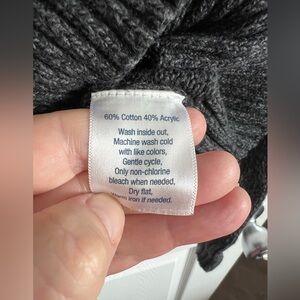 60% Cotton 40% Acrylic
Wash inside out,
Machine wash cold
with like colors,
Gentle cycle,
Only non-chlorine
bleach when needed,
Dry flat,
iron if needed.